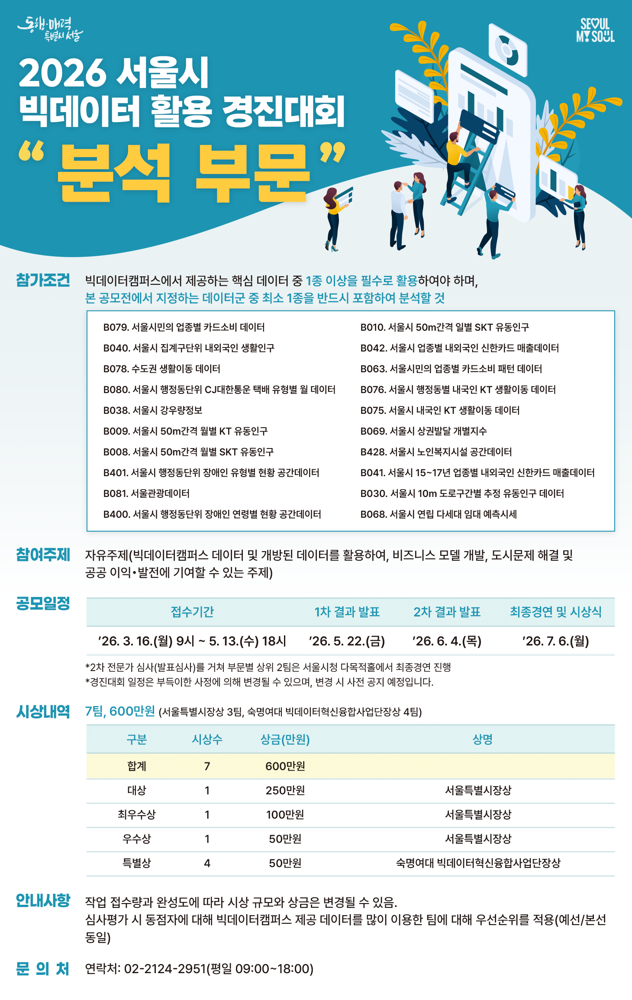 동행·매력
특별시 서울
SEOUL
MY SOUL
2026 서울시
빅데이터 활용 경진대회
“분석 부문”
참가조건
빅데이터캠퍼스에서 제공하는 핵심 데이터 중 1종 이상을 필수로 활용하여야 하며,
본 공모전에서 지정하는 데이터군 중 최소 1종을 반드시 포함하여 분석할 것
B079. 서울시민의 업종별 카드소비 데이터
B010. 서울시 50m간격 일별 SKT 유동인구
B040. 서울시 집계구단위 내외국인 생활인구
B042. 서울시 업종별 내외국인 신한카드 매출데이터
B078. 수도권 생활이동 데이터
B063. 서울시민의 업종별 카드소비 패턴 데이터
B080. 서울시 행정동단위 CJ대한통운 택배 유형별 월 데이터
B076. 서울시 행정동별 내국인 KT 생활이동 데이터
B038. 서울시 강우량정보
B075. 서울시 내국인 KT 생활이동 데이터
B009. 서울시 50m간격 월별 KT 유동인구
B069. 서울시 상권발달 개별지수
B008. 서울시 50m간격 월별 SKT 유동인구
B428. 서울시 노인복지시설 공간데이터
B401. 서울시 행정동단위 장애인 유형별 현황 공간데이터
B041. 서울시 15~17년 업종별 내외국인 신한카드 매출데이터
B081. 서울관광데이터
B030. 서울시 10m 도로구간별 추정 유동인구 데이터
B400. 서울시 행정동단위 장애인 연령별 현황 공간데이터
B068. 서울시 연립 다세대 임대 예측시세
참여주제
자유주제(빅데이터캠퍼스 데이터 및 개방된 데이터를 활용하여, 비즈니스 모델 개발, 도시문제 해결 및
공공 이익•발전에 기여할 수 있는 주제)
공모일정
접수기간 1차 결과 발표 2차 결과 발표 최종경연 및 시상식
’26. 3. 16.(월) 9시 ~ 5. 13.(수) 18시 ’26. 5. 22.(금) ’26. 6. 4.(목) ’26. 7. 6.(월)
*2차 전문가 심사(발표심사)를 거쳐 부문별 상위 2팀은 서울시청 다목적홀에서 최종경연 진행
*경진대회 일정은 부득이한 사정에 의해 변경될 수 있으며, 변경 시 사전 공지 예정입니다.
시상내역
7팀, 600만원 (서울특별시장상 3팀, 숙명여대 빅데이터혁신융합사업단장상 4팀)
구분 시상수 상금(만원) 상명
합계 7 600만원
대상 1 250만원 서울특별시장상
최우수상 1 100만원 서울특별시장상
우수상 1 50만원 서울특별시장상
특별상 4 50만원 숙명여대 빅데이터혁신융합사업단장상
안내사항
작업 접수량과 완성도에 따라 시상 규모와 상금은 변경될 수 있음.
심사평가 시 동점자에 대해 빅데이터캠퍼스 제공 데이터를 많이 이용한 팀에 대해 우선순위를 적용(예선/본선
동일)
문 의 처
연락처: 02-2124-2951(평일 09:00~18:00)